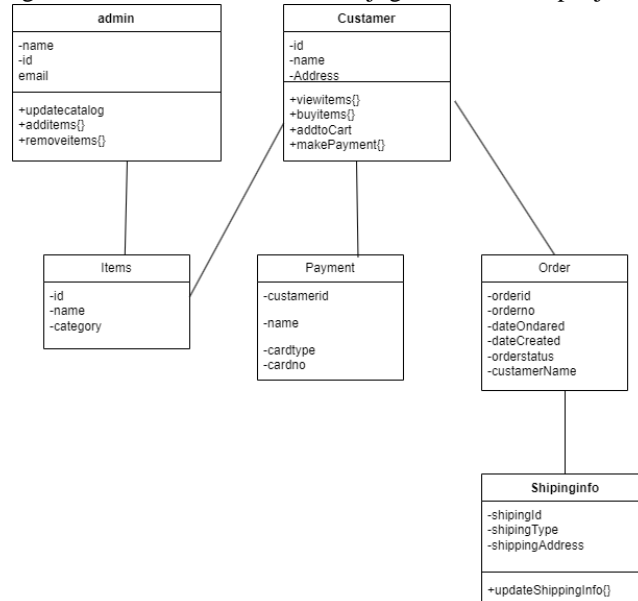 admin
-name
-id
email
+updatecatalog
+additems{}
+removeitems{}
Custamer
-id
-name
-Address
+viewitems{}
+buyitems{}
+addtoCart
+makePayment{}
Items
-id
-name
-category
Payment
-custamerid
-name
-cardtype
-cardno
Order
-orderid
-orderno
-dateOndared
-dateCreated
-orderstatus
-custamerName
Shipinginfo
-shipingId
-shipingType
-shippingAddress
+updateShippingInfo{}